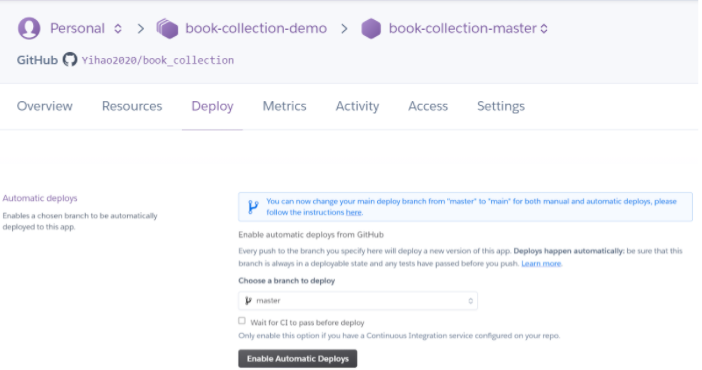 Personal > book-collection-demo > book-collection-master
GitHub Yihao2020/book_collection
Overview Resources Deploy Metrics Activity Access Settings
Automatic deploys
Enables a chosen branch to be automatically
deployed to this app.
You can now change your main deploy branch from "master" to "main" for both manual and automatic deploys, please
follow the instructions here.
Enable automatic deploys from GitHub
Every push to the branch you specify here will deploy a new version of this app. Deploys happen automatically: be sure that this
branch is always in a deployable state and any tests have passed before you push. Learn more.
Choose a branch to deploy
master
Wait for CI to pass before deploy
Only enable this option if you have a Continuous Integration service configured on your repo.
Enable Automatic Deploys